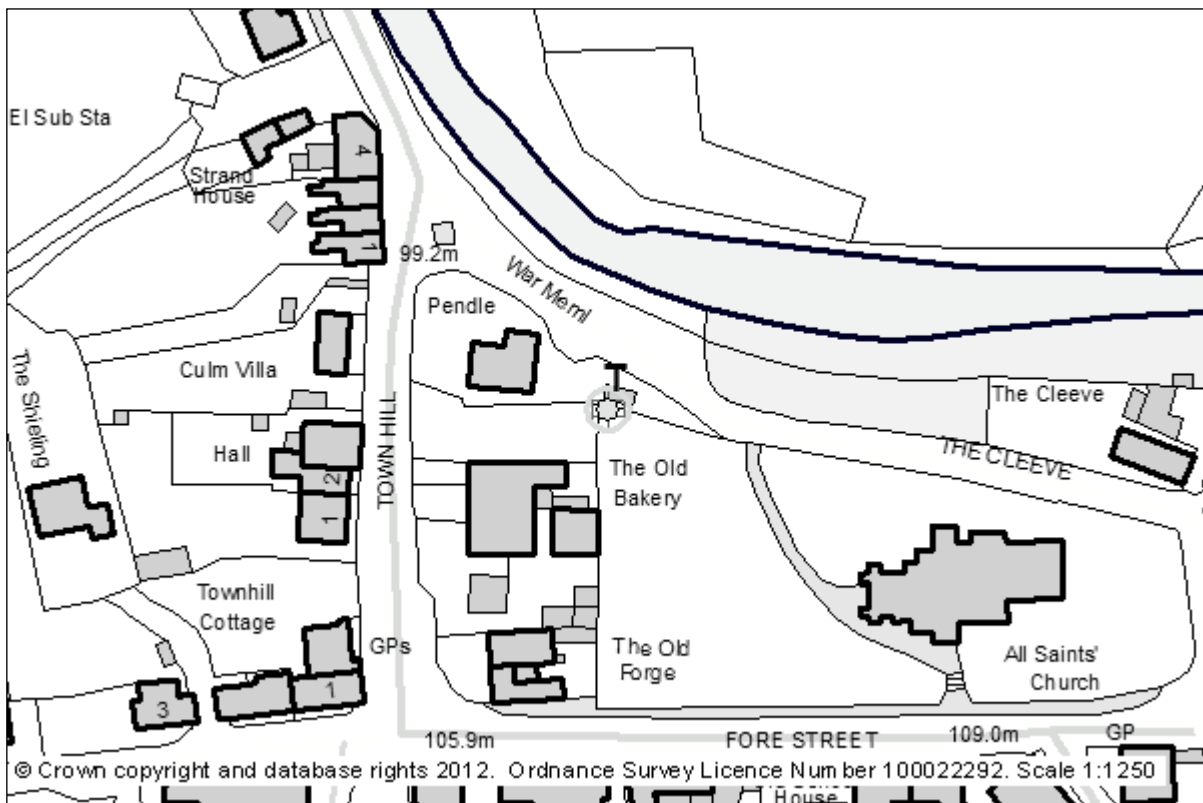 El Sub Sta
4
Strand
House
1
99.2m
War Meml
Pendle
Culm Villa
The Cleeve
The Shieling
TOWN HILL
Hall
2
1
The Old
Bakery
THE CLEEVE
Townhill
Cottage
GPs
The Old
Forge
All Saints'
Church
3
1
105.9m
FORE STREET
109.0m
GP
© Crown copyright and database rights 2012. Ordnance Survey Licence Number 100022292. Scale 1:1250
House